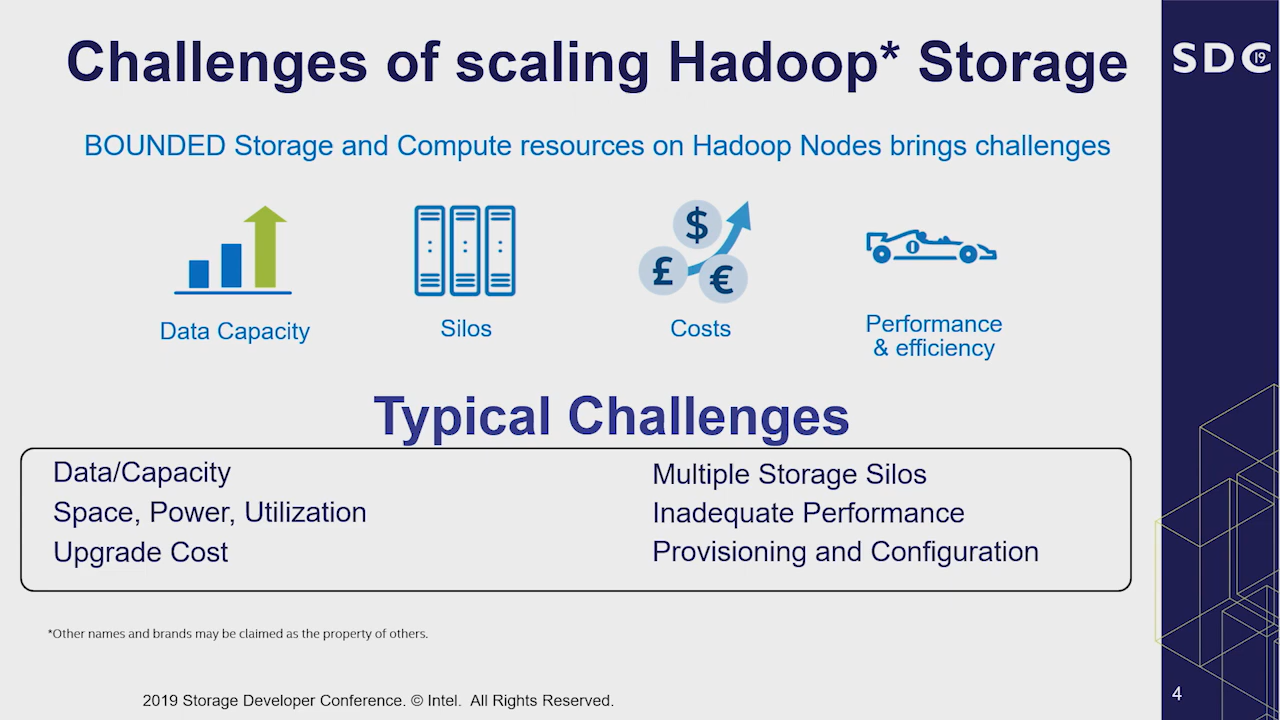 Challenges of scaling Hadoop* Storage
SDC
19
BOUNDED Storage and Compute resources on Hadoop Nodes brings challenges
$
£
€
Data Capacity
Silos
Costs
Performance
& efficiency
Typical Challenges
Data/Capacity
Space, Power, Utilization
Upgrade Cost
Multiple Storage Silos
Inadequate Performance
Provisioning and Configuration
*Other names and brands may be claimed as the property of others.
2019 Storage Developer Conference. © Intel.  All Rights Reserved.
4